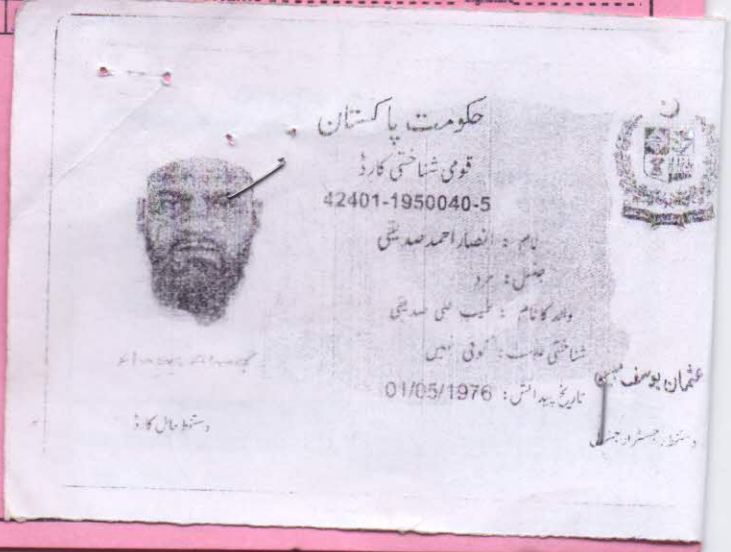 حکومت پاکستان
قومی شناختی کارڈ
42401-1950040-5
نام : انصار احمد صدیقی
جنس : مرد
والد کا نام : طیب علی صدیقی
شناختی علامت : کوئی نہیں
تاریخ پیدائش : 01/05/1976
عثمان یوسف مبین
دستخط رجسٹرار جنرل
دستخط حامل کارڈ